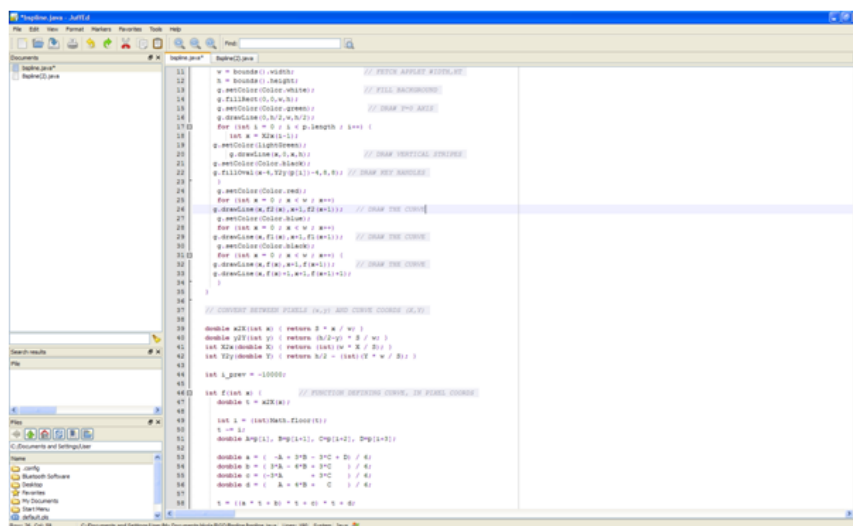 *bspline.java - JuffEd
File Edit View Format Markers Favorites Tools Help
Find:
Documents
bspline.java*
Bspline(2).java
bspline.java* Bspline(2).java
11 w = bounds().width; // FETCH APPLET WIDTH,HT
12 h = bounds().height;
13 g.setColor(Color.white); // FILL BACKGROUND
14 g.fillRect(0,0,w,h);
15 g.setColor(Color.green); // DRAW Y=0 AXIS
16 g.drawLine(0,h/2,w,h/2);
17 for (int i = 0 ; i < p.length ; i++) {
18 int x = X2x(i-1);
19 g.setColor(lightGreen);
20 g.drawLine(x,0,x,h); // DRAW VERTICAL STRIPES
21 g.setColor(Color.black);
22 g.fillOval(x-4,Y2y(p[i])-4,8,8); // DRAW KEY HANDLES
23 }
24 g.setColor(Color.red);
25 for (int x = 0 ; x < w ; x++)
26 g.drawLine(x,f2(x),x+1,f2(x+1)); // DRAW THE CURVE
27 g.setColor(Color.blue);
28 for (int x = 0 ; x < w ; x++)
29 g.drawLine(x,f1(x),x+1,f1(x+1)); // DRAW THE CURVE
30 g.setColor(Color.black);
31 for (int x = 0 ; x < w ; x++) {
32 g.drawLine(x,f(x),x+1,f(x+1)); // DRAW THE CURVE
33 g.drawLine(x,f(x)+1,x+1,f(x+1)+1);
34 }
35 }
36
37 // CONVERT BETWEEN PIXELS (x,y) AND CURVE COORDS (X,Y)
38
39 double x2X(int x) { return S * x / w; }
40 double y2Y(int y) { return (h/2-y) * S / w; }
41 int X2x(double X) { return (int)(w * X / S); }
42 int Y2y(double Y) { return h/2 - (int)(Y * w / S); }
43
44 int i_prev = -10000;
45
46 int f(int x) { // FUNCTION DEFINING CURVE, IN PIXEL COORDS
47 double t = x2X(x);
48
49 int i = (int)Math.floor(t);
50 t -= i;
51 double A=p[i], B=p[i+1], C=p[i+2], D=p[i+3];
52
53 double a = ( -A + 3*B - 3*C + D) / 6;
54 double b = ( 3*A - 6*B + 3*C ) / 6;
55 double c = (-3*A + 3*C ) / 6;
56 double d = ( A + 4*B + C ) / 6;
57
58 t = ((a * t + b) * t + c) * t + d;
Search results
File
Files
C:/Documents and Settings/user
Name
.config
Bluetooth Software
Desktop
Favorites
My Documents
Start Menu
default.pls